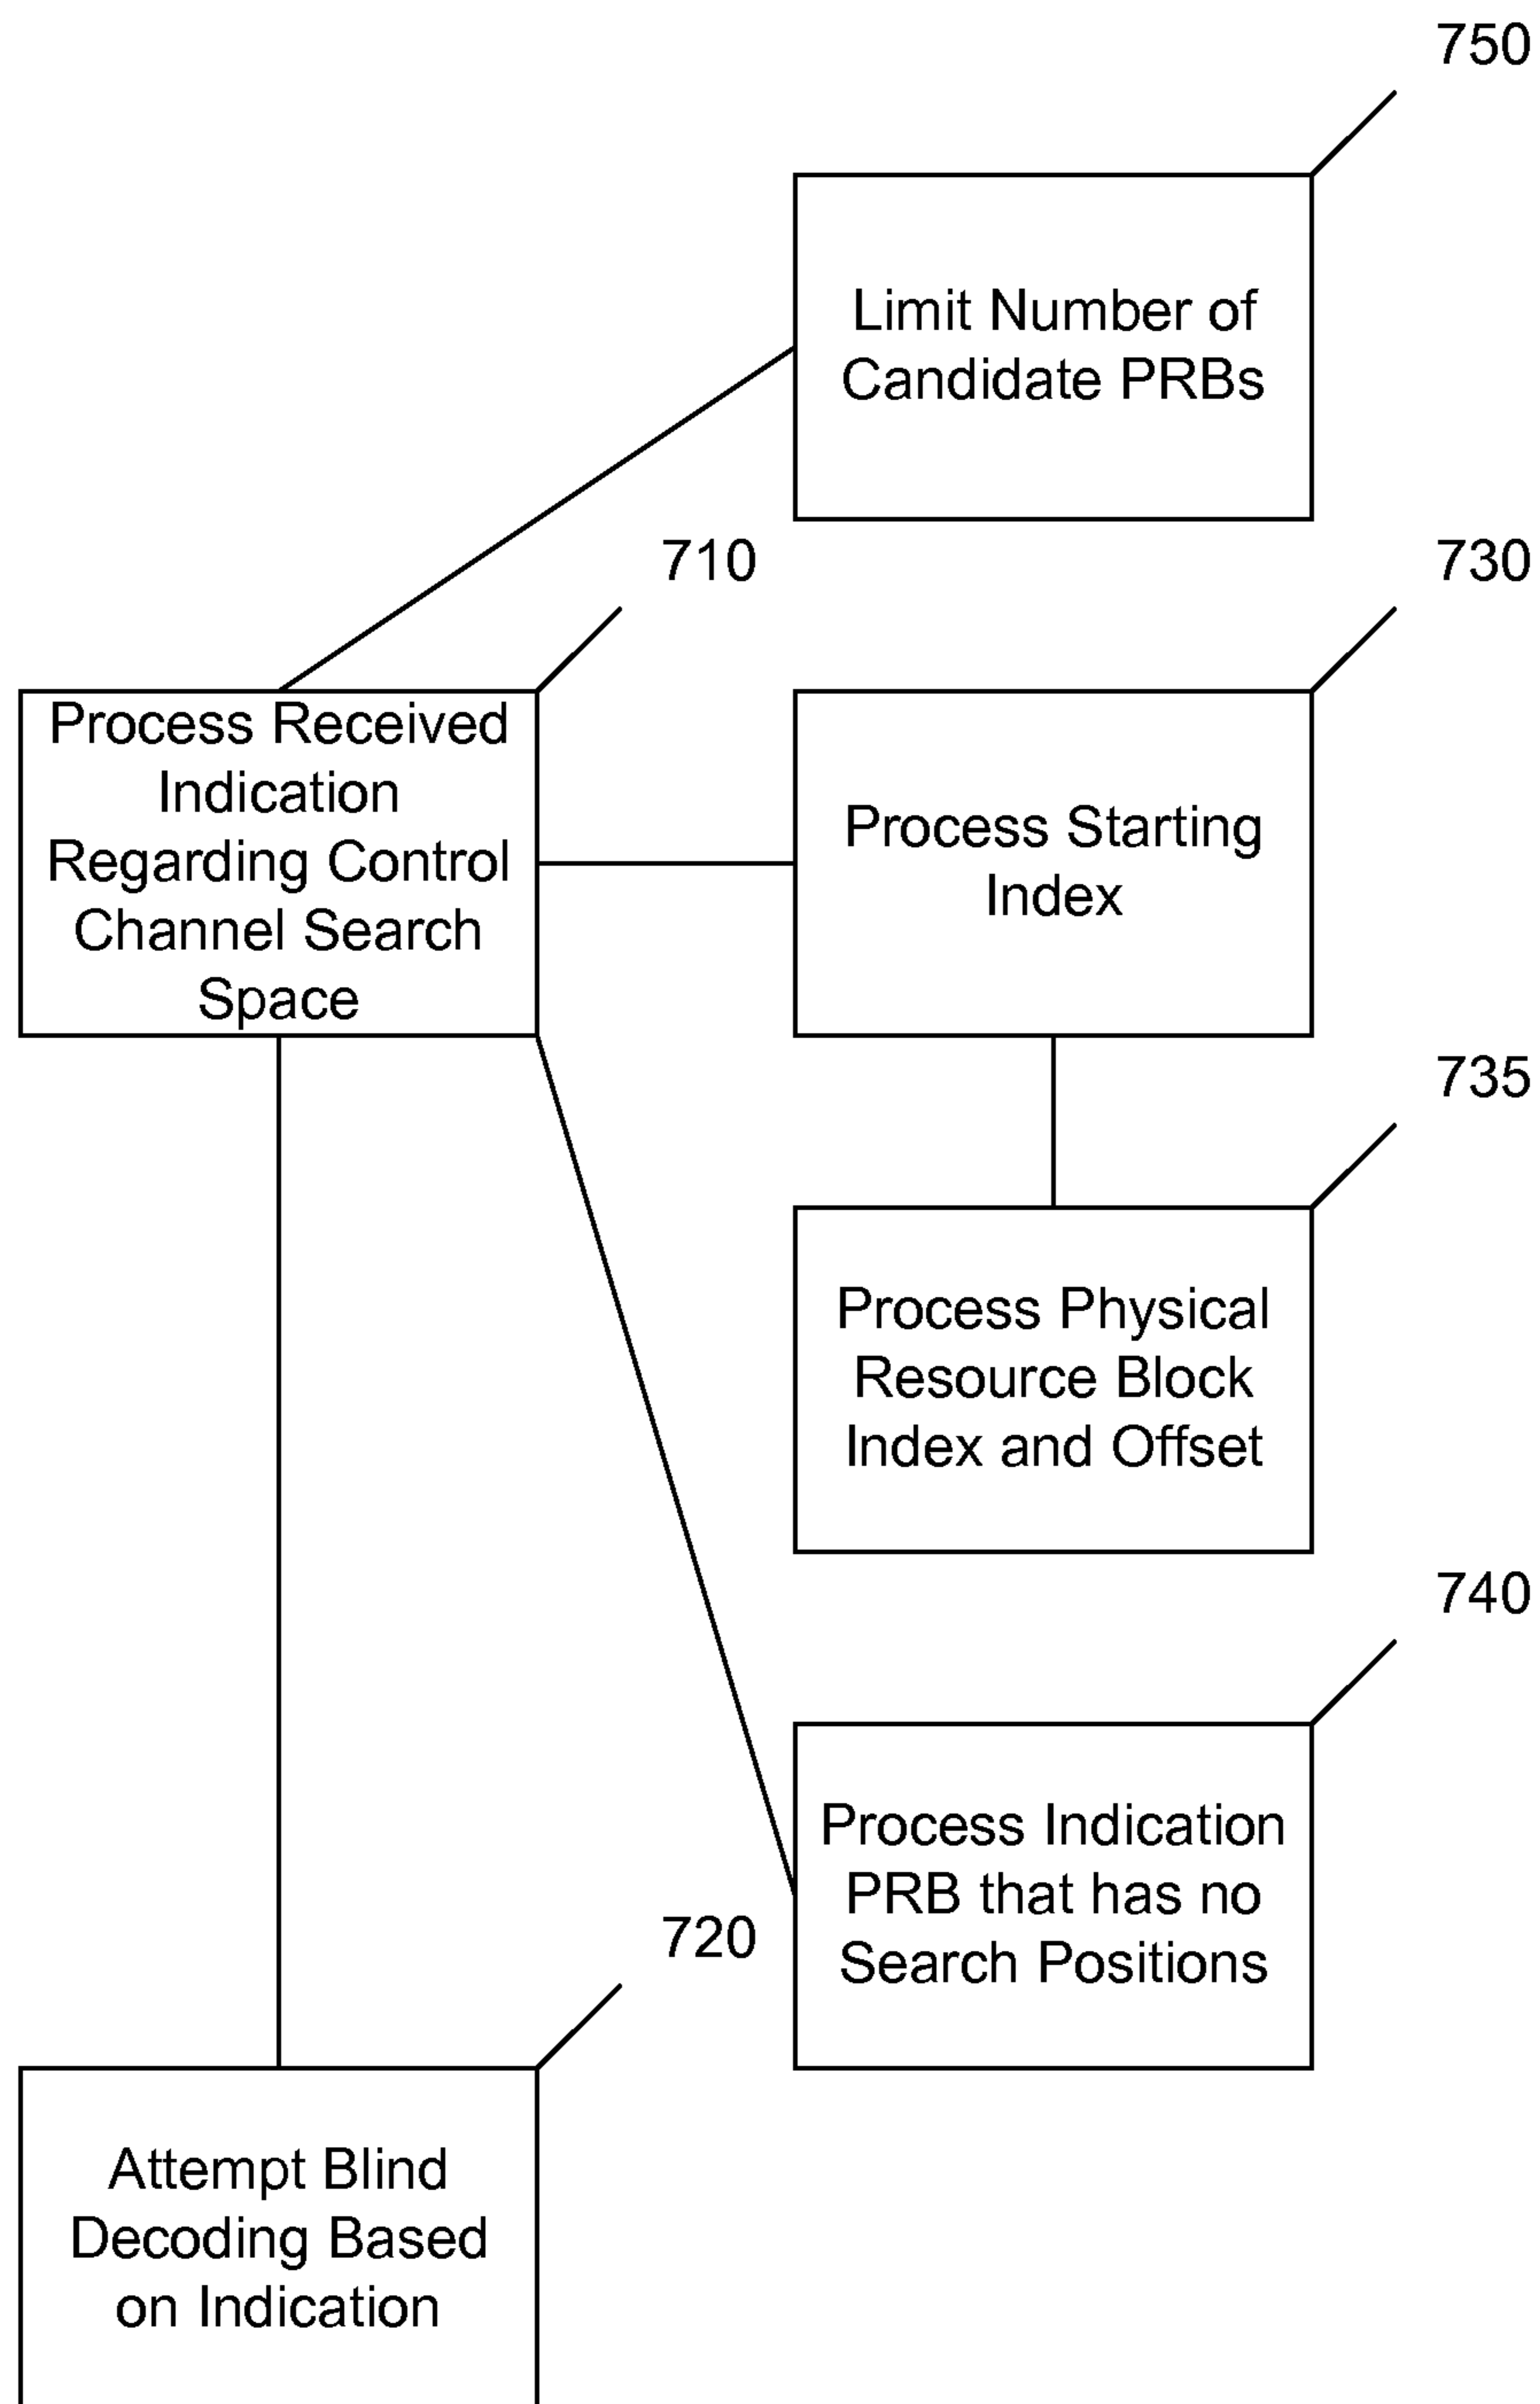 750
Limit Number of
Candidate PRBs
710
730
Process Received
Indication
Regarding Control
Channel Search
Space
Process Starting
Index
735
Process Physical
Resource Block
Index and Offset
740
Process Indication
PRB that has no
Search Positions
720
Attempt Blind
Decoding Based
on Indication